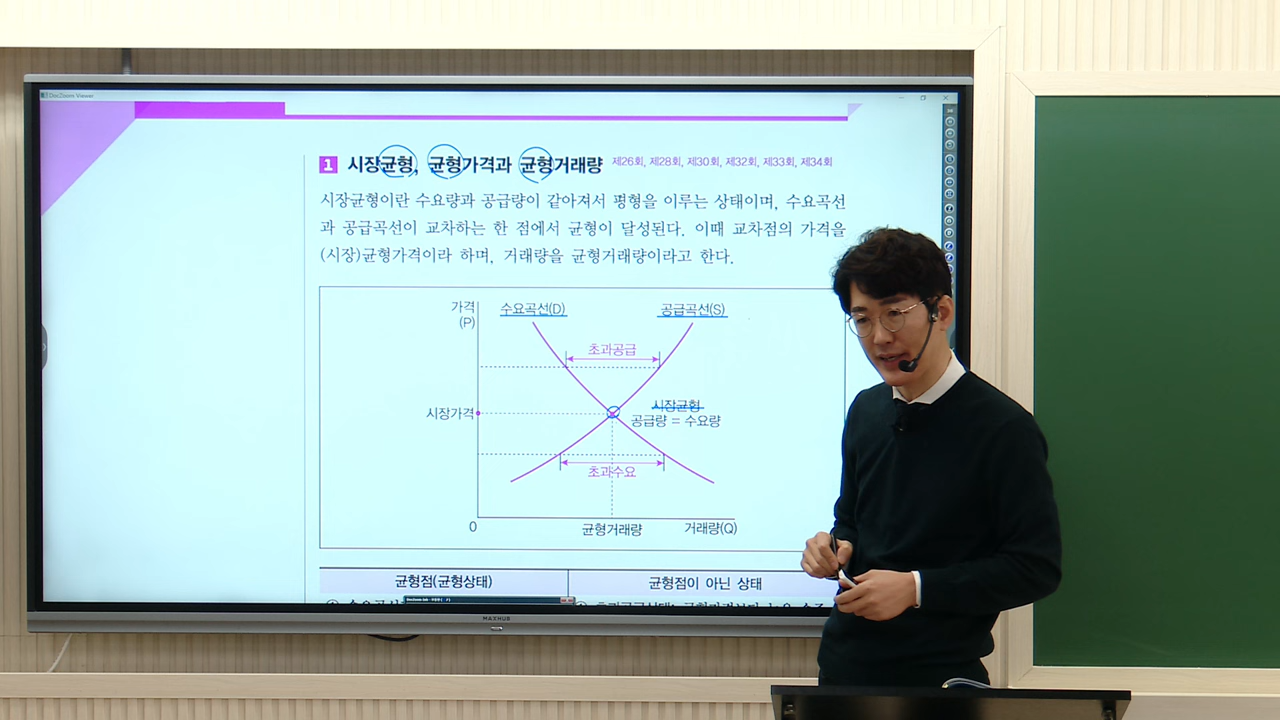 DocZoom Viewer
1 시장균형, 균형가격과 균형거래량 제26회, 제28회, 제30회, 제32회, 제33회, 제34회
시장균형이란 수요량과 공급량이 같아져서 평형을 이루는 상태이며, 수요곡선
과 공급곡선이 교차하는 한 점에서 균형이 달성된다. 이때 교차점의 가격을
(시장)균형가격이라 하며, 거래량을 균형거래량이라고 한다.
가격
(P)
수요곡선(D)
공급곡선(S)
초과공급
시장가격
시장균형
공급량 = 수요량
초과수요
0
균형거래량
거래량(Q)
균형점(균형상태)
균형점이 아닌 상태
MAXHUB